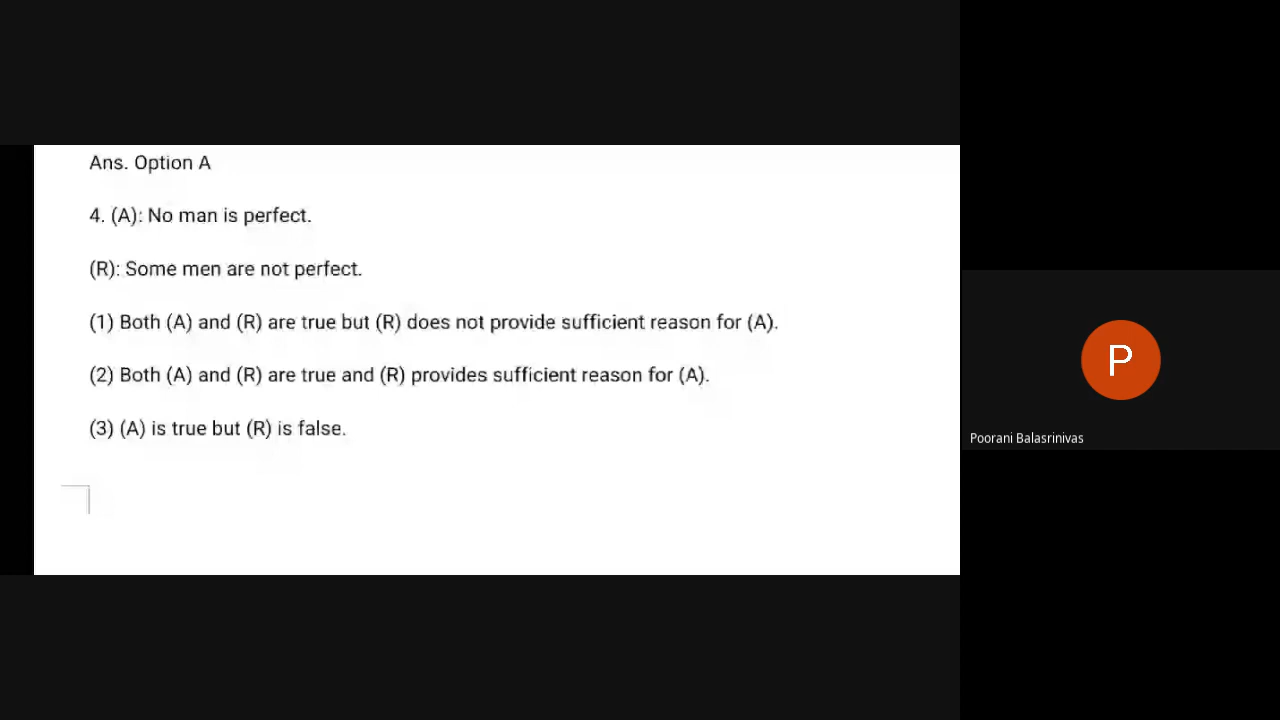 Ans. Option A
4. (A): No man is perfect.
(R): Some men are not perfect.
(1) Both (A) and (R) are true but (R) does not provide sufficient reason for (A).
(2) Both (A) and (R) are true and (R) provides sufficient reason for (A).
(3) (A) is true but (R) is false.
P
Poorani Balasrinivas